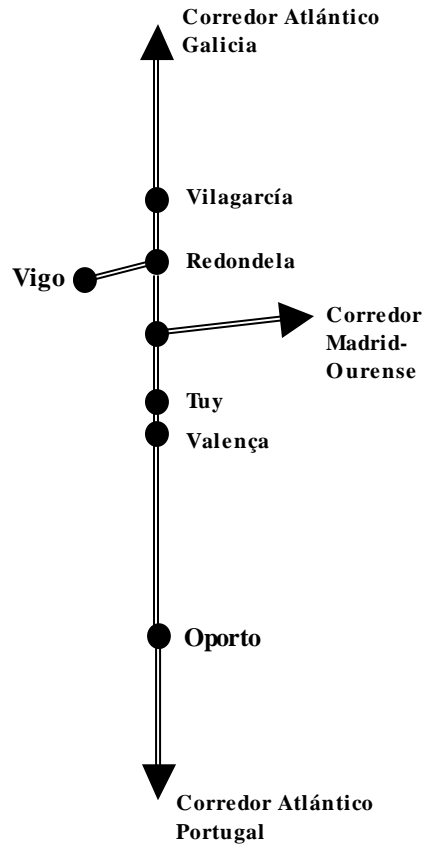 Corredor Atlántico
Galicia
Vilagarcía
Redondela
Vigo
Corredor
Madrid-
Ourense
Tuy
Valença
Oporto
Corredor Atlántico
Portugal